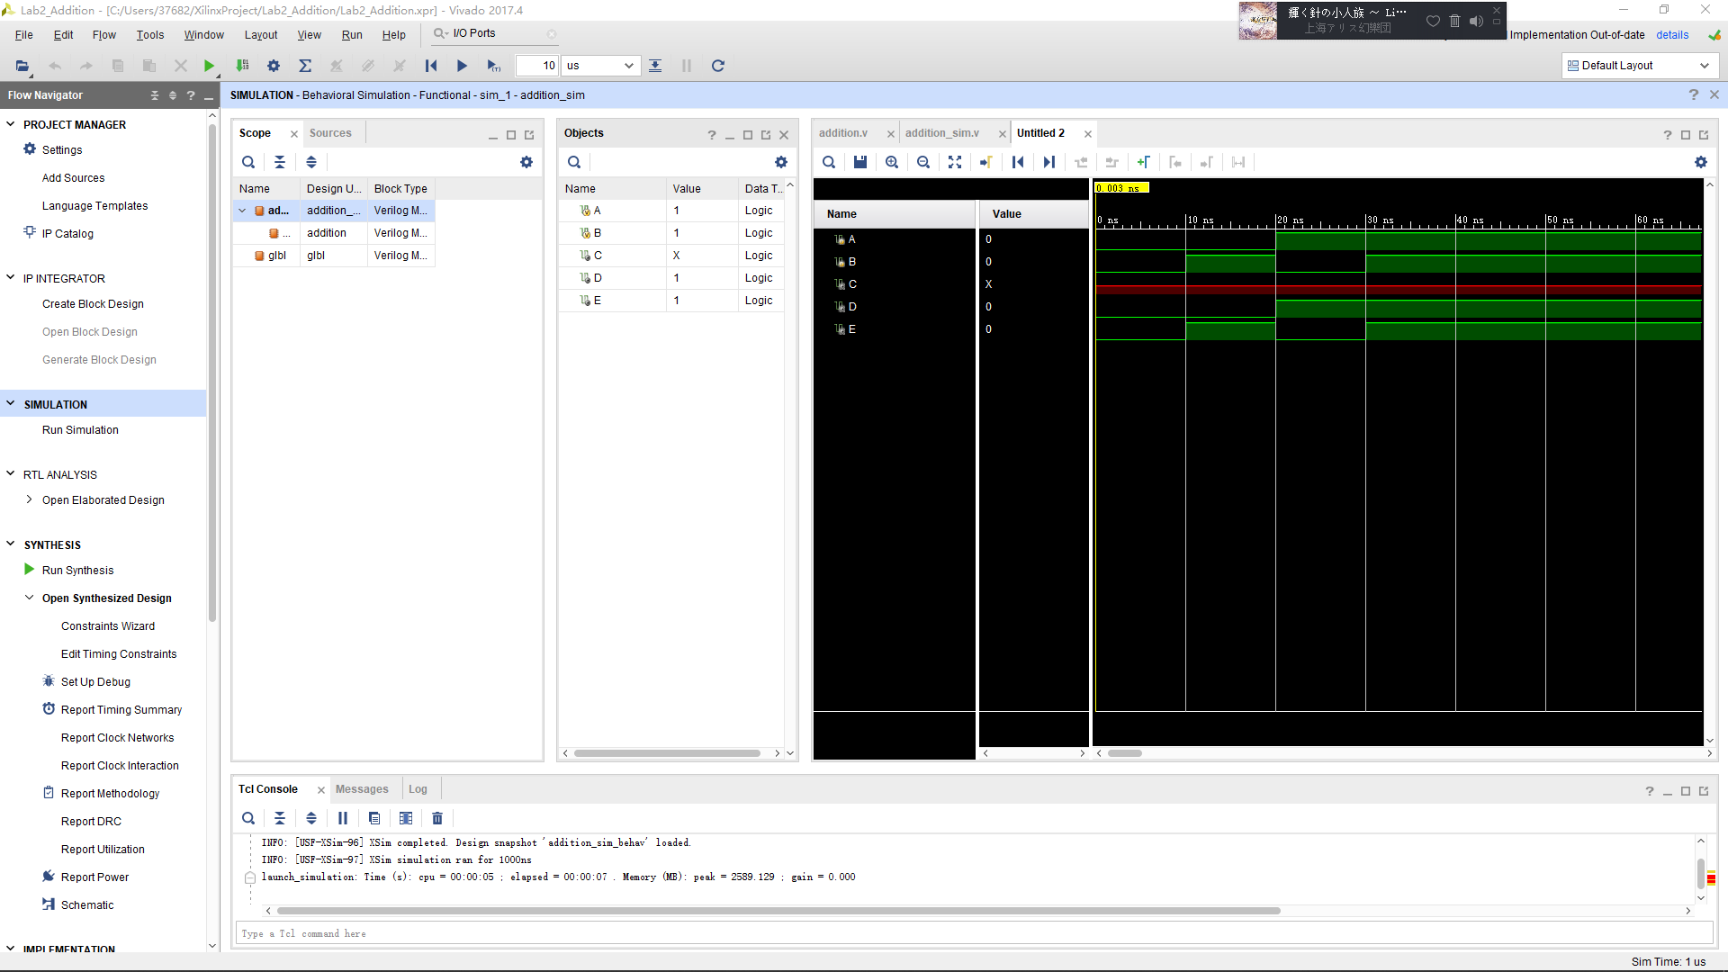 Lab2_Addition - [C:/Users/37682/XilinxProject/Lab2_Addition/Lab2_Addition.xpr] - Vivado 2017.4
輝く針の小人族 ～ Li⋯
上海アリス幻樂団
File Edit Flow Tools Window Layout View Run Help
I/O Ports
Implementation Out-of-date details
10 us
Default Layout
Flow Navigator
SIMULATION - Behavioral Simulation - Functional - sim_1 - addition_sim
PROJECT MANAGER
Settings
Add Sources
Language Templates
IP Catalog
IP INTEGRATOR
Create Block Design
Open Block Design
Generate Block Design
SIMULATION
Run Simulation
RTL ANALYSIS
Open Elaborated Design
SYNTHESIS
Run Synthesis
Open Synthesized Design
Constraints Wizard
Edit Timing Constraints
Set Up Debug
Report Timing Summary
Report Clock Networks
Report Clock Interaction
Report Methodology
Report DRC
Report Utilization
Report Power
Schematic
IMPLEMENTATION
Scope Sources
Name Design U... Block Type
ad... addition_... Verilog M...
... addition Verilog M...
glbl glbl Verilog M...
Objects
Name Value Data T...
A 1 Logic
B 1 Logic
C X Logic
D 1 Logic
E 1 Logic
addition.v addition_sim.v Untitled 2
0.003 ns
Name Value
0 ns 10 ns 20 ns 30 ns 40 ns 50 ns 60 ns
A 0
B 0
C X
D 0
E 0
Tcl Console Messages Log
INFO: [USF-XSim-96] XSim completed. Design snapshot 'addition_sim_behav' loaded.
INFO: [USF-XSim-97] XSim simulation ran for 1000ns
launch_simulation: Time (s): cpu = 00:00:05 ; elapsed = 00:00:07 . Memory (MB): peak = 2589.129 ; gain = 0.000
Type a Tcl command here
Sim Time: 1 us